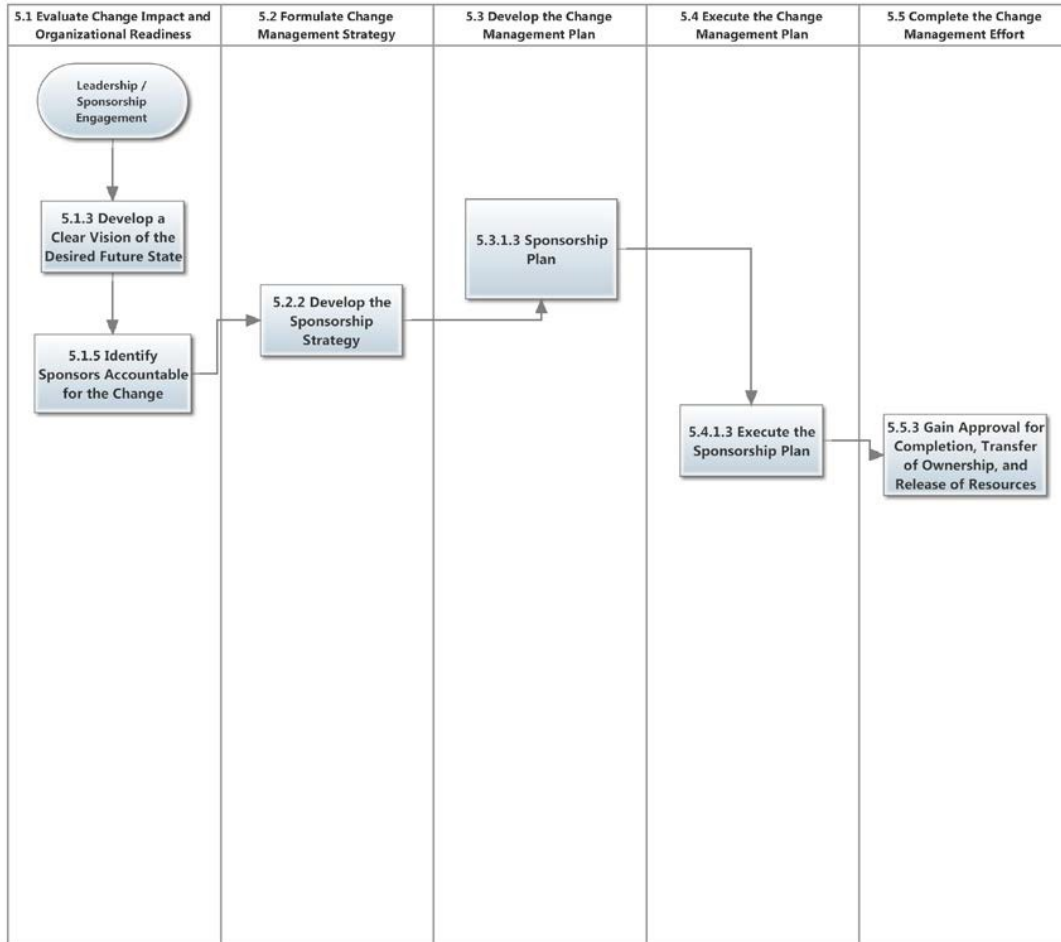 5.1 Evaluate Change Impact and
Organizational Readiness
5.2 Formulate Change
Management Strategy
5.3 Develop the Change
Management Plan
5.4 Execute the Change
Management Plan
5.5 Complete the Change
Management Effort
Leadership /
Sponsorship
Engagement
5.1.3 Develop a
Clear Vision of the
Desired Future State
5.1.5 Identify
Sponsors Accountable
for the Change
5.2.2 Develop the
Sponsorship
Strategy
5.3.1.3 Sponsorship
Plan
5.4.1.3 Execute the
Sponsorship Plan
5.5.3 Gain Approval for
Completion, Transfer
of Ownership, and
Release of Resources